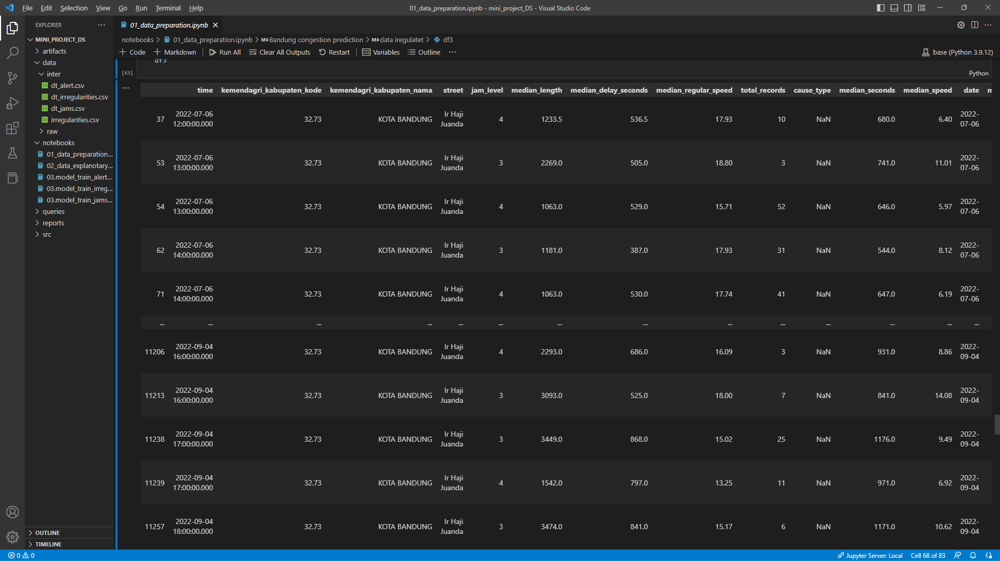 File Edit Selection View Go Run Terminal Help 01_data_preparation.ipynb - mini_project_DS - Visual Studio Code
EXPLORER
MINI_PROJECT_DS
artifacts
data
inter
dt_alert.csv
dt_irregularities.csv
dt_jams.csv
irregularities.csv
raw
notebooks
01_data_preparation...
02_data_explanotary...
03.model_train_alert...
03.model_train_irreg...
03.model_train_jams...
queries
reports
src
OUTLINE
TIMELINE
01_data_preparation.ipynb
notebooks > 01_data_preparation.ipynb > Bandung congestion prediction > data iregulatet > df3
Code Markdown Run All Clear All Outputs Restart Variables Outline ... base (Python 3.9.12)
df3
[63]
Python
time kemendagri_kabupaten_kode kemendagri_kabupaten_nama street jam_level median_length median_delay_seconds median_regular_speed total_records cause_type median_seconds median_speed date
37 2022-07-06 12:00:00.000 32.73 KOTA BANDUNG Ir Haji Juanda 4 1233.5 536.5 17.93 10 NaN 680.0 6.40 2022-07-06
53 2022-07-06 13:00:00.000 32.73 KOTA BANDUNG Ir Haji Juanda 3 2269.0 505.0 18.80 3 NaN 741.0 11.01 2022-07-06
54 2022-07-06 13:00:00.000 32.73 KOTA BANDUNG Ir Haji Juanda 4 1063.0 529.0 15.71 52 NaN 646.0 5.97 2022-07-06
62 2022-07-06 14:00:00.000 32.73 KOTA BANDUNG Ir Haji Juanda 3 1181.0 387.0 17.93 31 NaN 544.0 8.12 2022-07-06
71 2022-07-06 14:00:00.000 32.73 KOTA BANDUNG Ir Haji Juanda 4 1063.0 530.0 17.74 41 NaN 647.0 6.19 2022-07-06
... ... ... ... ... ... ... ... ... ... ... ... ... ...
11206 2022-09-04 16:00:00.000 32.73 KOTA BANDUNG Ir Haji Juanda 4 2293.0 686.0 16.09 3 NaN 931.0 8.86 2022-09-04
11213 2022-09-04 16:00:00.000 32.73 KOTA BANDUNG Ir Haji Juanda 3 3093.0 525.0 18.00 7 NaN 841.0 14.08 2022-09-04
11238 2022-09-04 17:00:00.000 32.73 KOTA BANDUNG Ir Haji Juanda 3 3449.0 868.0 15.02 25 NaN 1176.0 9.49 2022-09-04
11239 2022-09-04 17:00:00.000 32.73 KOTA BANDUNG Ir Haji Juanda 4 1542.0 797.0 13.25 11 NaN 971.0 6.92 2022-09-04
11257 2022-09-04 18:00:00.000 32.73 KOTA BANDUNG Ir Haji Juanda 3 3474.0 841.0 15.17 6 NaN 1171.0 10.62 2022-09-04
0 0 Jupyter Server: Local Cell 68 of 83